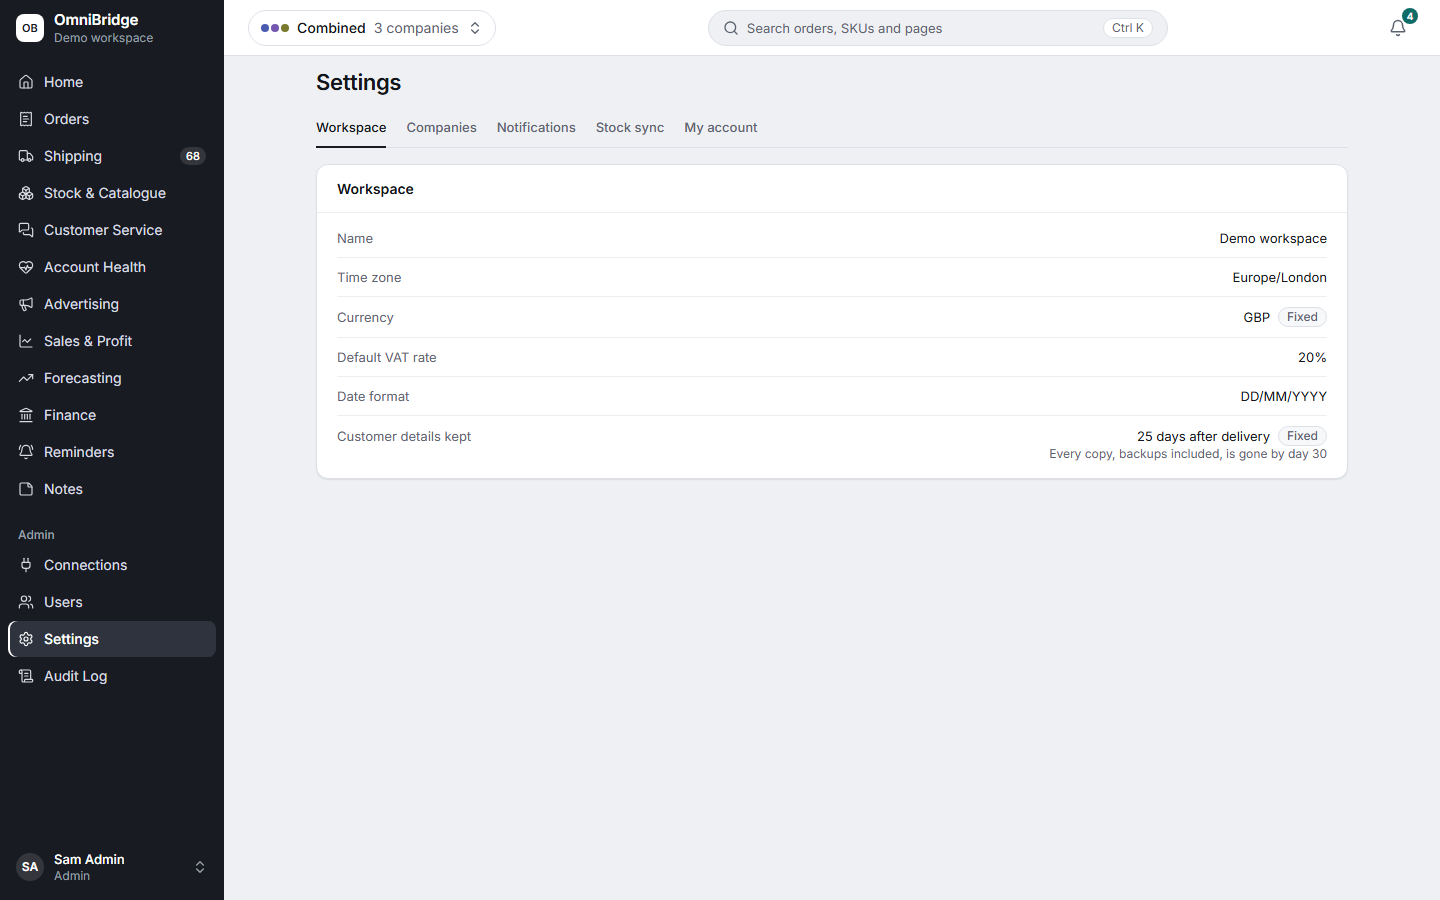 OB
OmniBridge
Demo workspace
Combined 3 companies
Search orders, SKUs and pages
Ctrl K
4
Home
Orders
Shipping 68
Stock & Catalogue
Customer Service
Account Health
Advertising
Sales & Profit
Forecasting
Finance
Reminders
Notes
Admin
Connections
Users
Settings
Audit Log
SA
Sam Admin
Admin
Settings
Workspace Companies Notifications Stock sync My account
Workspace
Name Demo workspace
Time zone Europe/London
Currency GBP Fixed
Default VAT rate 20%
Date format DD/MM/YYYY
Customer details kept 25 days after delivery Fixed
Every copy, backups included, is gone by day 30